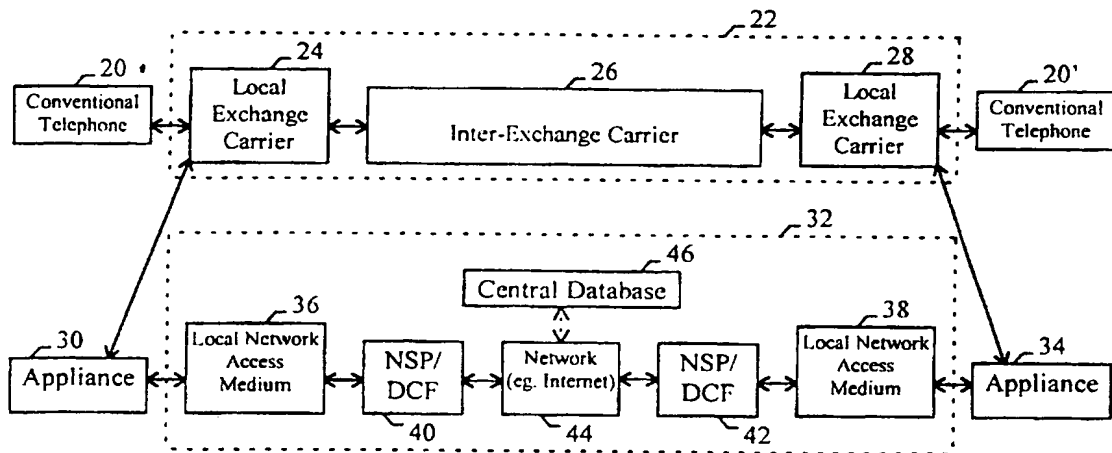 22
24
26
28
20
20'
Conventional
Telephone
Local
Exchange
Carrier
Inter-Exchange Carrier
Local
Exchange
Carrier
Conventional
Telephone
32
46
Central Database
36
38
30
34
Appliance
Local Network
Access
Medium
NSP/
DCF
Network
(eg. Internet)
NSP/
DCF
Local Network
Access
Medium
Appliance
40
44
42